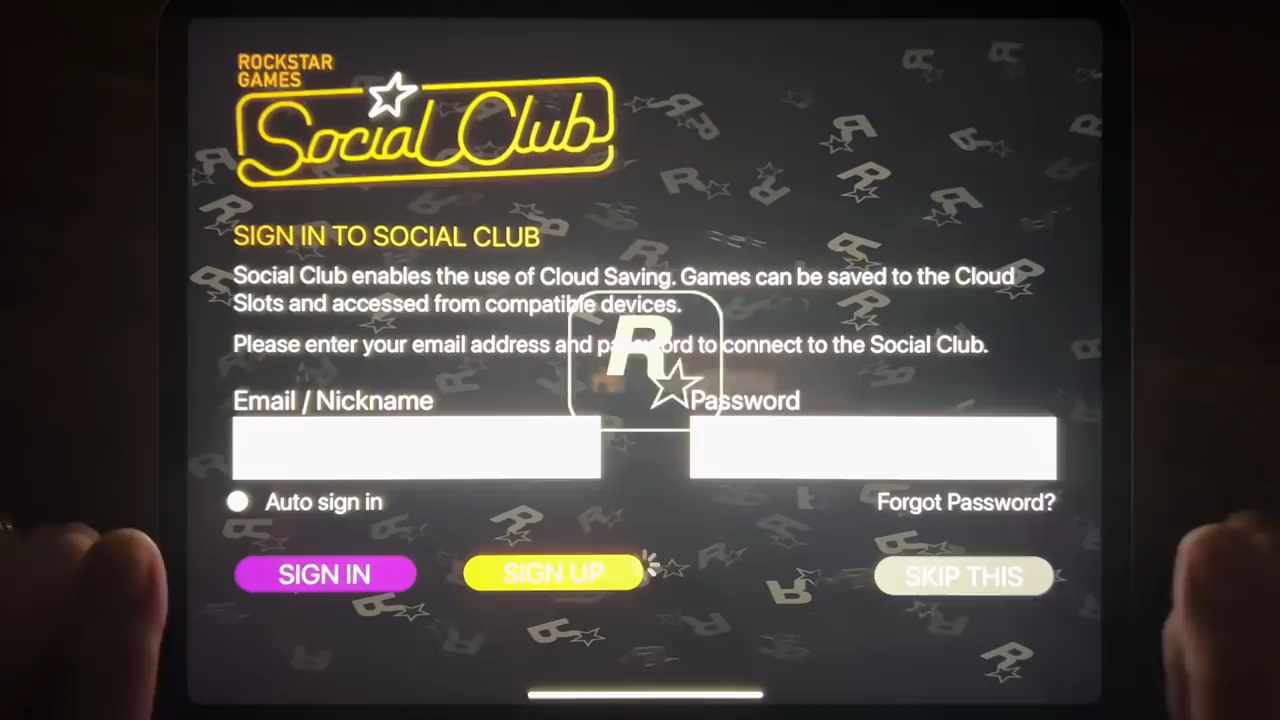 ROCKSTAR
GAMES
Social Club
SIGN IN TO SOCIAL CLUB
Social Club enables the use of Cloud Saving. Games can be saved to the Cloud
Slots and accessed from compatible devices.
Please enter your email address and password to connect to the Social Club.
Email / Nickname
Password
Auto sign in
Forgot Password?
SIGN IN
SIGN UP
SKIP THIS